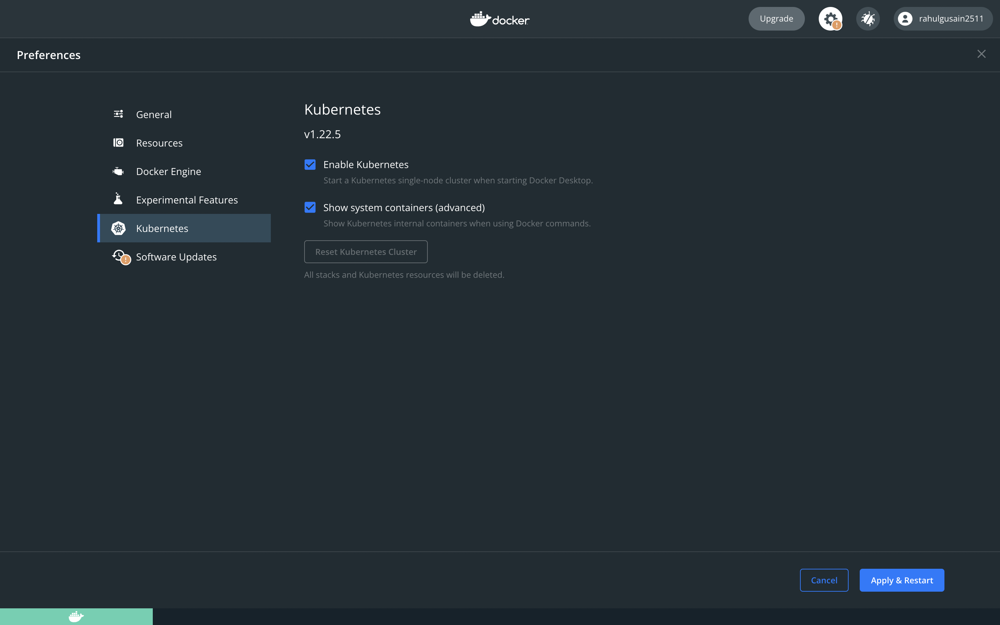 docker
Upgrade
rahulgusain2511
Preferences
General
Resources
Docker Engine
Experimental Features
Kubernetes
Software Updates
Kubernetes
v1.22.5
Enable Kubernetes
Start a Kubernetes single-node cluster when starting Docker Desktop.
Show system containers (advanced)
Show Kubernetes internal containers when using Docker commands.
Reset Kubernetes Cluster
All stacks and Kubernetes resources will be deleted.
Cancel
Apply & Restart